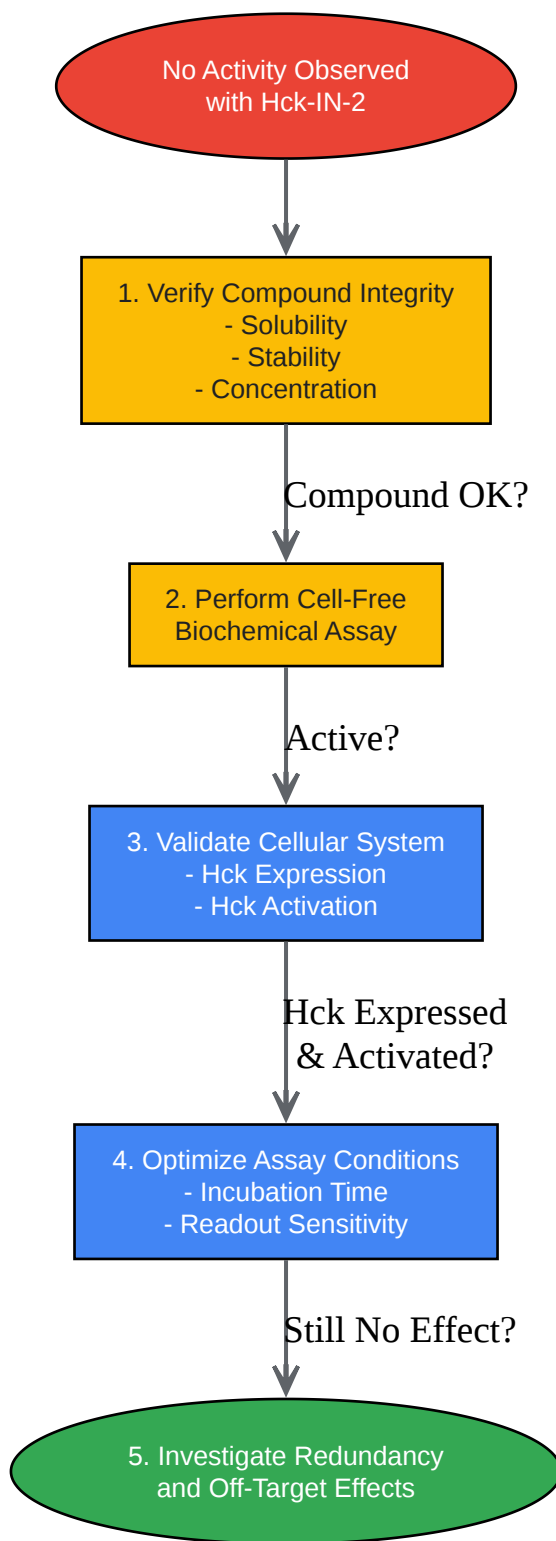 No Activity Observed
with Hck-IN-2
1. Verify Compound Integrity
- Solubility
- Stability
- Concentration
Compound OK?
2. Perform Cell-Free
Biochemical Assay
Active?
3. Validate Cellular System
- Hck Expression
- Hck Activation
Hck Expressed
& Activated?
4. Optimize Assay Conditions
- Incubation Time
- Readout Sensitivity
Still No Effect?
5. Investigate Redundancy
and Off-Target Effects